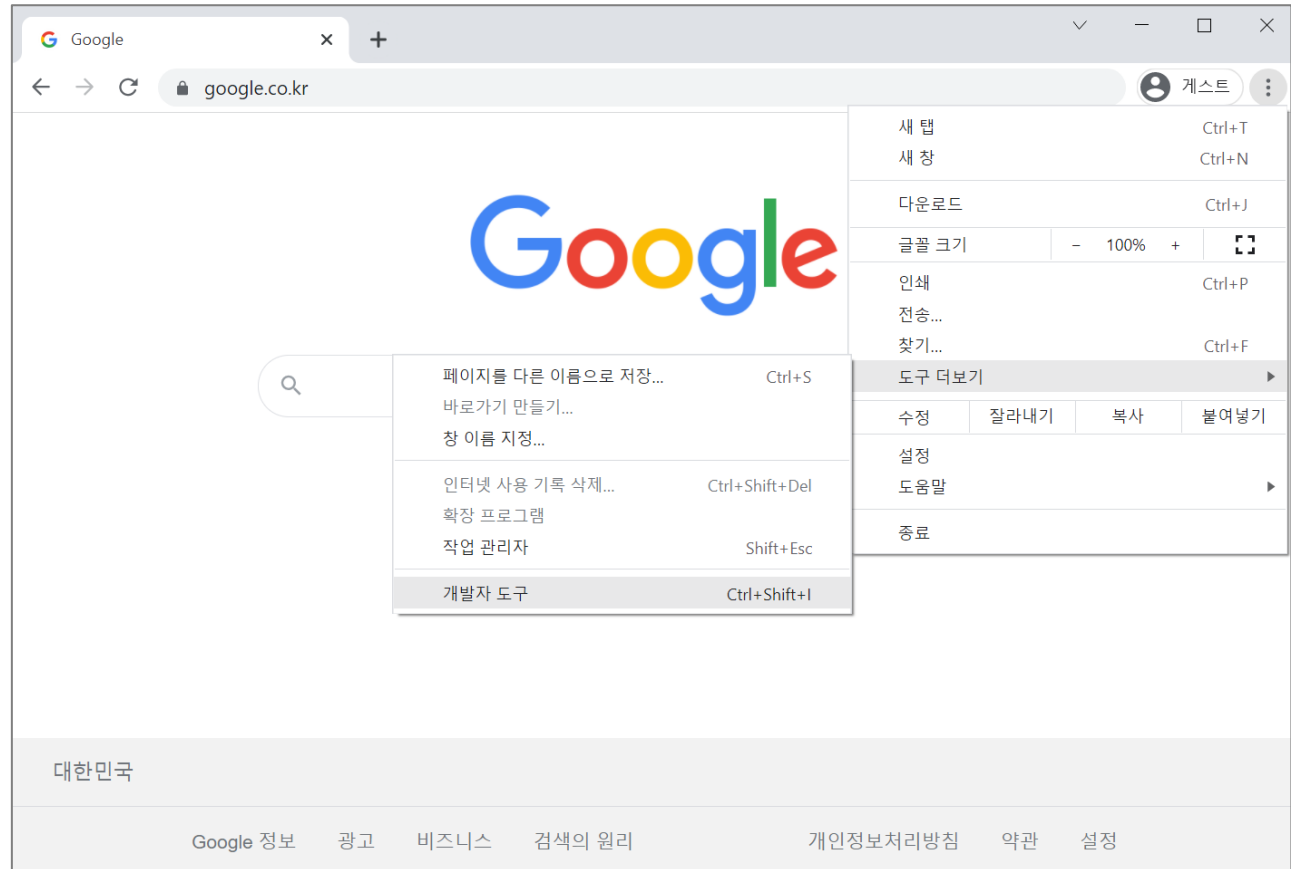 Google
google.co.kr
게스트
새 탭 Ctrl+T
새 창 Ctrl+N
다운로드 Ctrl+J
글꼴 크기 - 100% +
인쇄 Ctrl+P
전송...
찾기... Ctrl+F
도구 더보기
수정 잘라내기 복사 붙여넣기
설정
도움말
종료
Google
페이지를 다른 이름으로 저장... Ctrl+S
바로가기 만들기...
창 이름 지정...
인터넷 사용 기록 삭제... Ctrl+Shift+Del
확장 프로그램
작업 관리자 Shift+Esc
개발자 도구 Ctrl+Shift+I
대한민국
Google 정보 광고 비즈니스 검색의 원리 개인정보처리방침 약관 설정